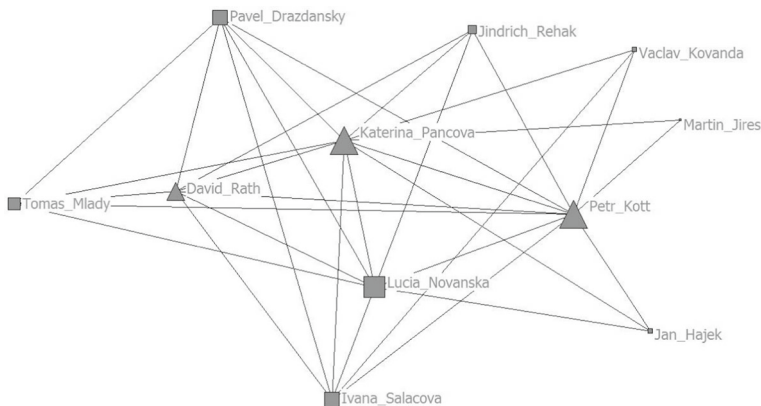 Pavel_Drazdansky
Jindrich_Rehak
Vaclav_Kovanda
Martin_Jires
Katerina_Pancova
David_Rath
Tomas_Mlady
Petr_Kott
Lucia_Novanska
Jan_Hajek
Ivana_Salacova